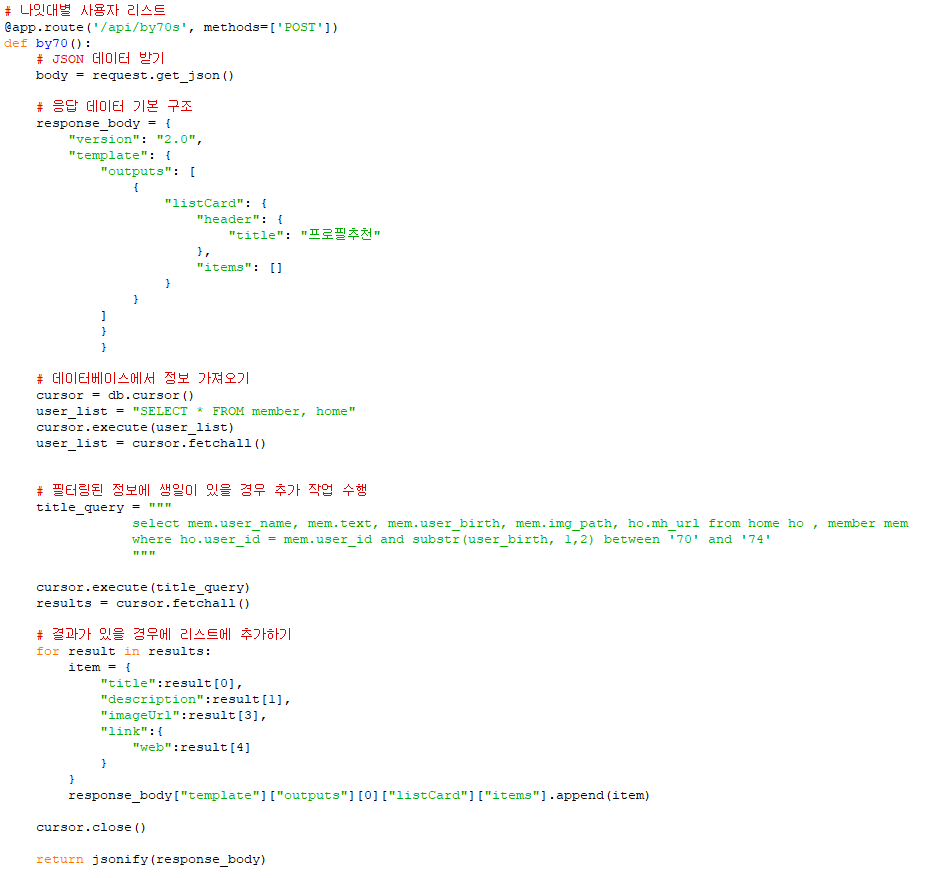 # 나잇대별 사용자 리스트
@app.route('/api/by70s', methods=['POST'])
def by70():
    # JSON 데이터 받기
    body = request.get_json()

    # 응답 데이터 기본 구조
    response_body = {
        "version": "2.0",
        "template": {
            "outputs": [
                {
                    "listCard": {
                        "header": {
                            "title": "프로필추천"
                        },
                        "items": []
                    }
                }
            ]
            }
            }

    # 데이터베이스에서 정보 가져오기
    cursor = db.cursor()
    user_list = "SELECT * FROM member, home"
    cursor.execute(user_list)
    user_list = cursor.fetchall()


    # 필터링된 정보에 생일이 있을 경우 추가 작업 수행
    title_query = """
                select mem.user_name, mem.text, mem.user_birth, mem.img_path, ho.mh_url from home ho , member mem
                where ho.user_id = mem.user_id and substr(user_birth, 1,2) between '70' and '74'
                """

    cursor.execute(title_query)
    results = cursor.fetchall()

    # 결과가 있을 경우에 리스트에 추가하기
    for result in results:
        item = {
            "title":result[0],
            "description":result[1],
            "imageUrl":result[3],
            "link":{
                "web":result[4]
            }
        }
        response_body["template"]["outputs"][0]["listCard"]["items"].append(item)

    cursor.close()

    return jsonify(response_body)